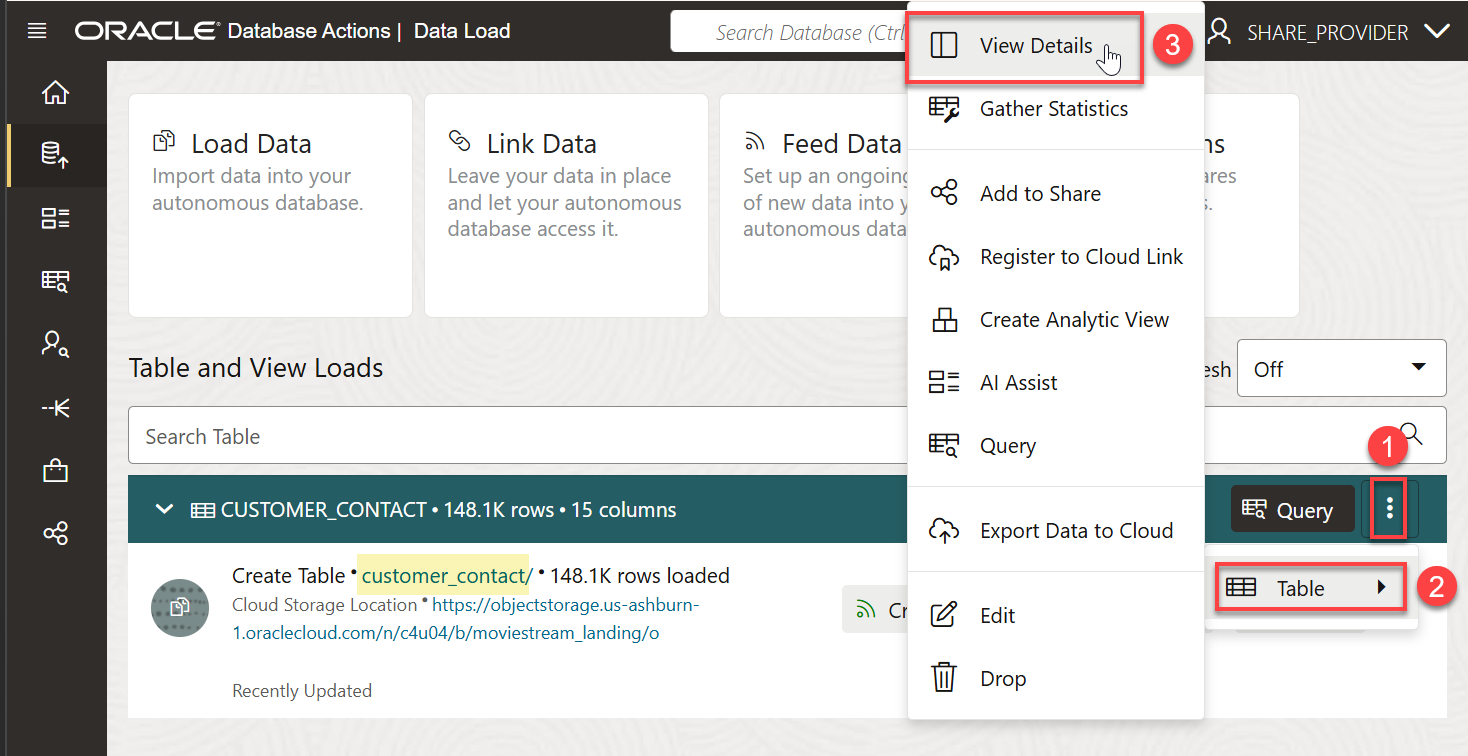 ORACLE Database Actions | Data Load
Search Database (Ctrl
SHARE_PROVIDER
View Details
3
Gather Statistics
Add to Share
Register to Cloud Link
Create Analytic View
AI Assist
Query
Export Data to Cloud
Edit
Drop
Load Data
Import data into your
autonomous database.
Link Data
Leave your data in place
and let your autonomous
database access it.
Feed Data
Set up an ongoing
of new data into y
autonomous data
ns
ares
s.
Table and View Loads
esh
Off
Search Table
1
CUSTOMER_CONTACT • 148.1K rows • 15 columns
Query
Table
2
Create Table • customer_contact/ • 148.1K rows loaded
Cloud Storage Location • https://objectstorage.us-ashburn-
1.oraclecloud.com/n/c4u04/b/moviestream_landing/o
Cr
Recently Updated